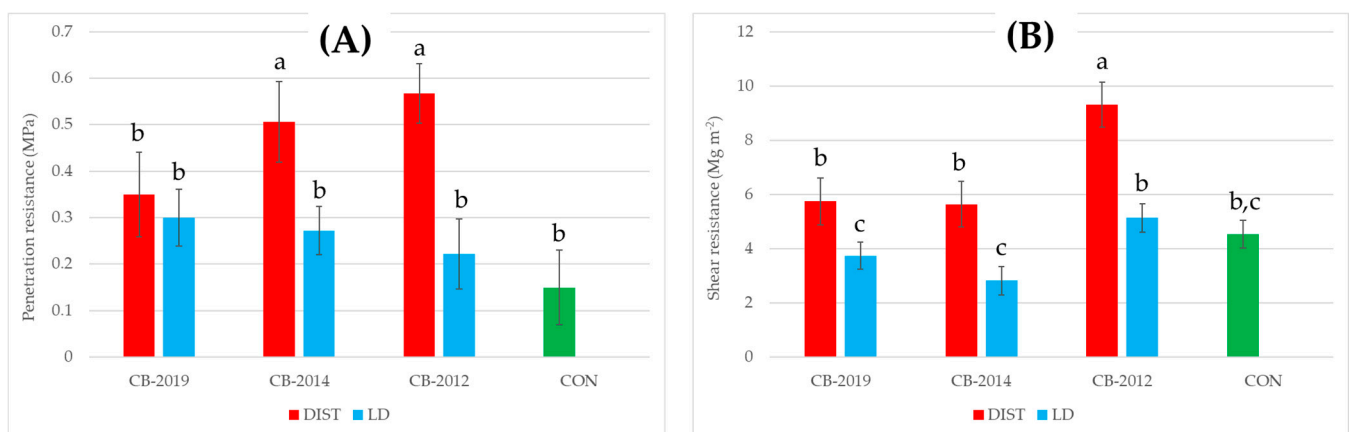 (A)
Penetration resistance (MPa)
0.7
0.6
0.5
0.4
0.3
0.2
0.1
0
b
b
a
b
a
b
b
CB-2019 CB-2014 CB-2012 CON
DIST LD
(B)
Shear resistance (Mg m⁻²)
12
10
8
6
4
2
0
b
c
b
c
a
b
b,c
CB-2019 CB-2014 CB-2012 CON
DIST LD